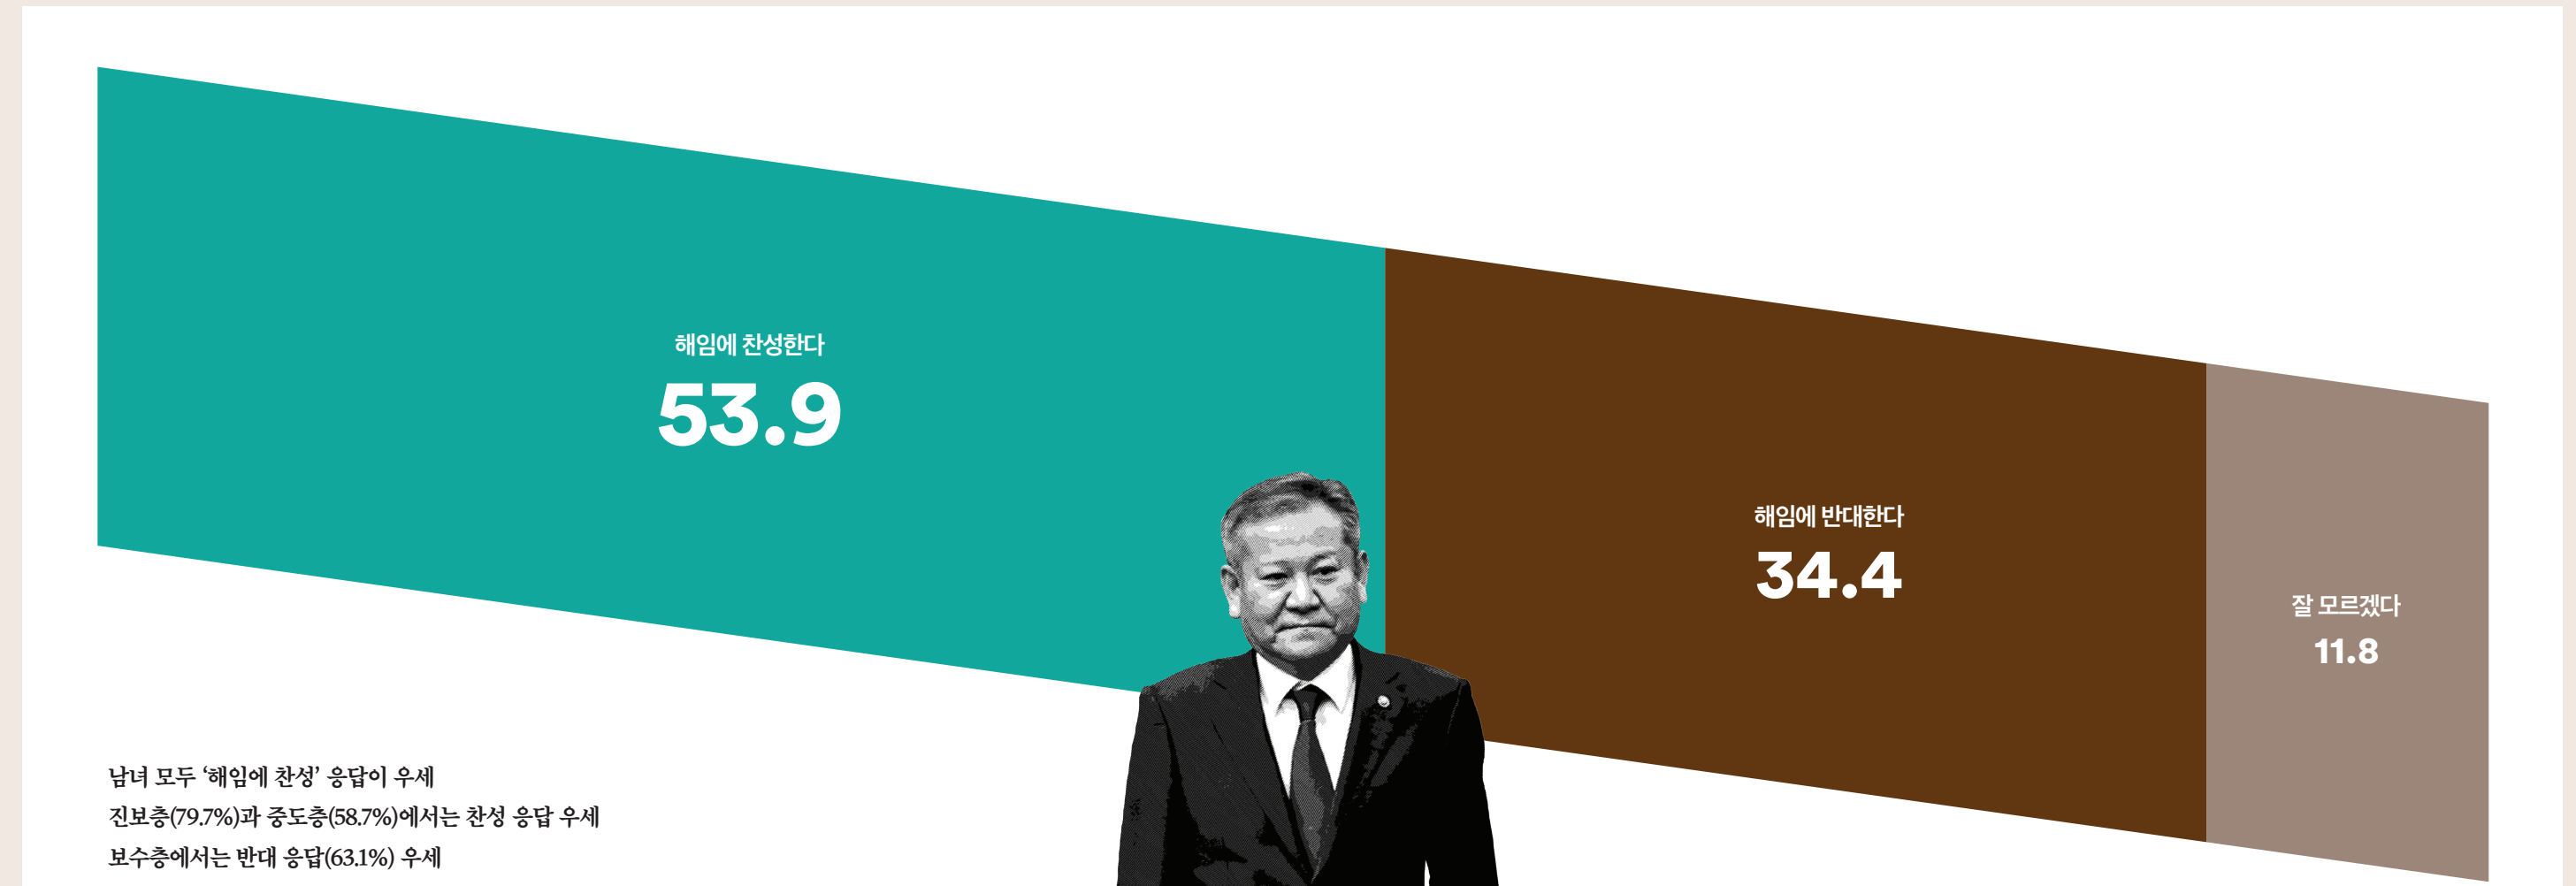 해임에 찬성한다
53.9
해임에 반대한다
34.4
잘 모르겠다
11.8
남녀 모두 ‘해임에 찬성’ 응답이 우세
진보층(79.7%)과 중도층(58.7%)에서는 찬성 응답 우세
보수층에서는 반대 응답(63.1%) 우세